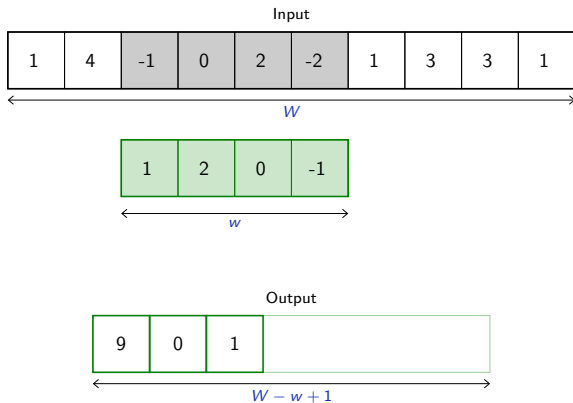 Input
1 4 -1 0 2 -2 1 3 3 1
W
1 2 0 -1
w
Output
9 0 1
W − w + 1